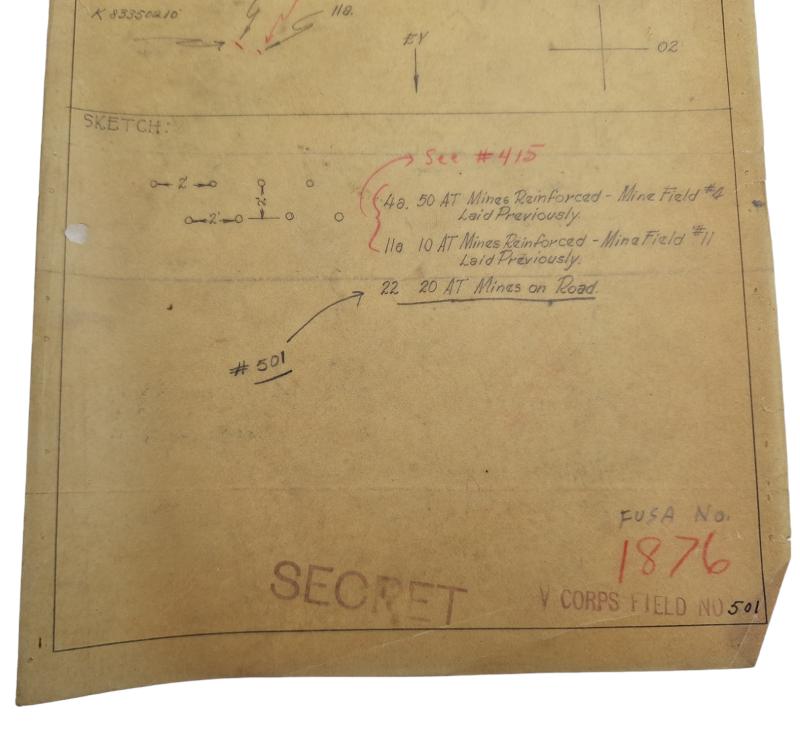 K 83350210
11a.
EY
02
SKETCH:
See #415
2'
2'
2'
4a. 50 AT Mines Reinforced - Mine Field #4
Laid Previously.
11a 10 AT Mines Reinforced - Mine Field #11
Laid Previously.
22 20 AT Mines on Road.
#501
FUSA No.
1876
SECRET
V CORPS FIELD NO 501